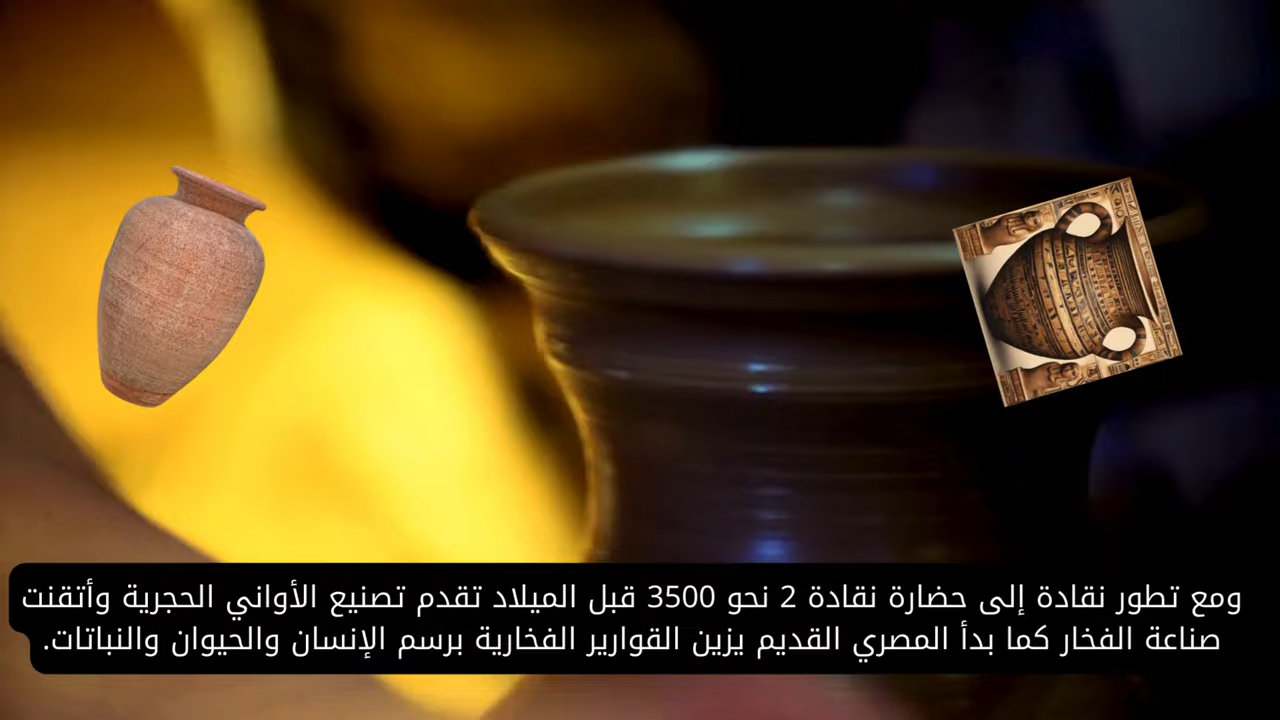 ومع تطور نقادة إلى حضارة نقادة 2 نحو 3500 قبل الميلاد تقدم تصنيع الأواني الحجرية وأتقنت
صناعة الفخار كما بدأ المصري القديم يزين القوارير الفخارية برسم الإنسان والحيوان والنباتات.